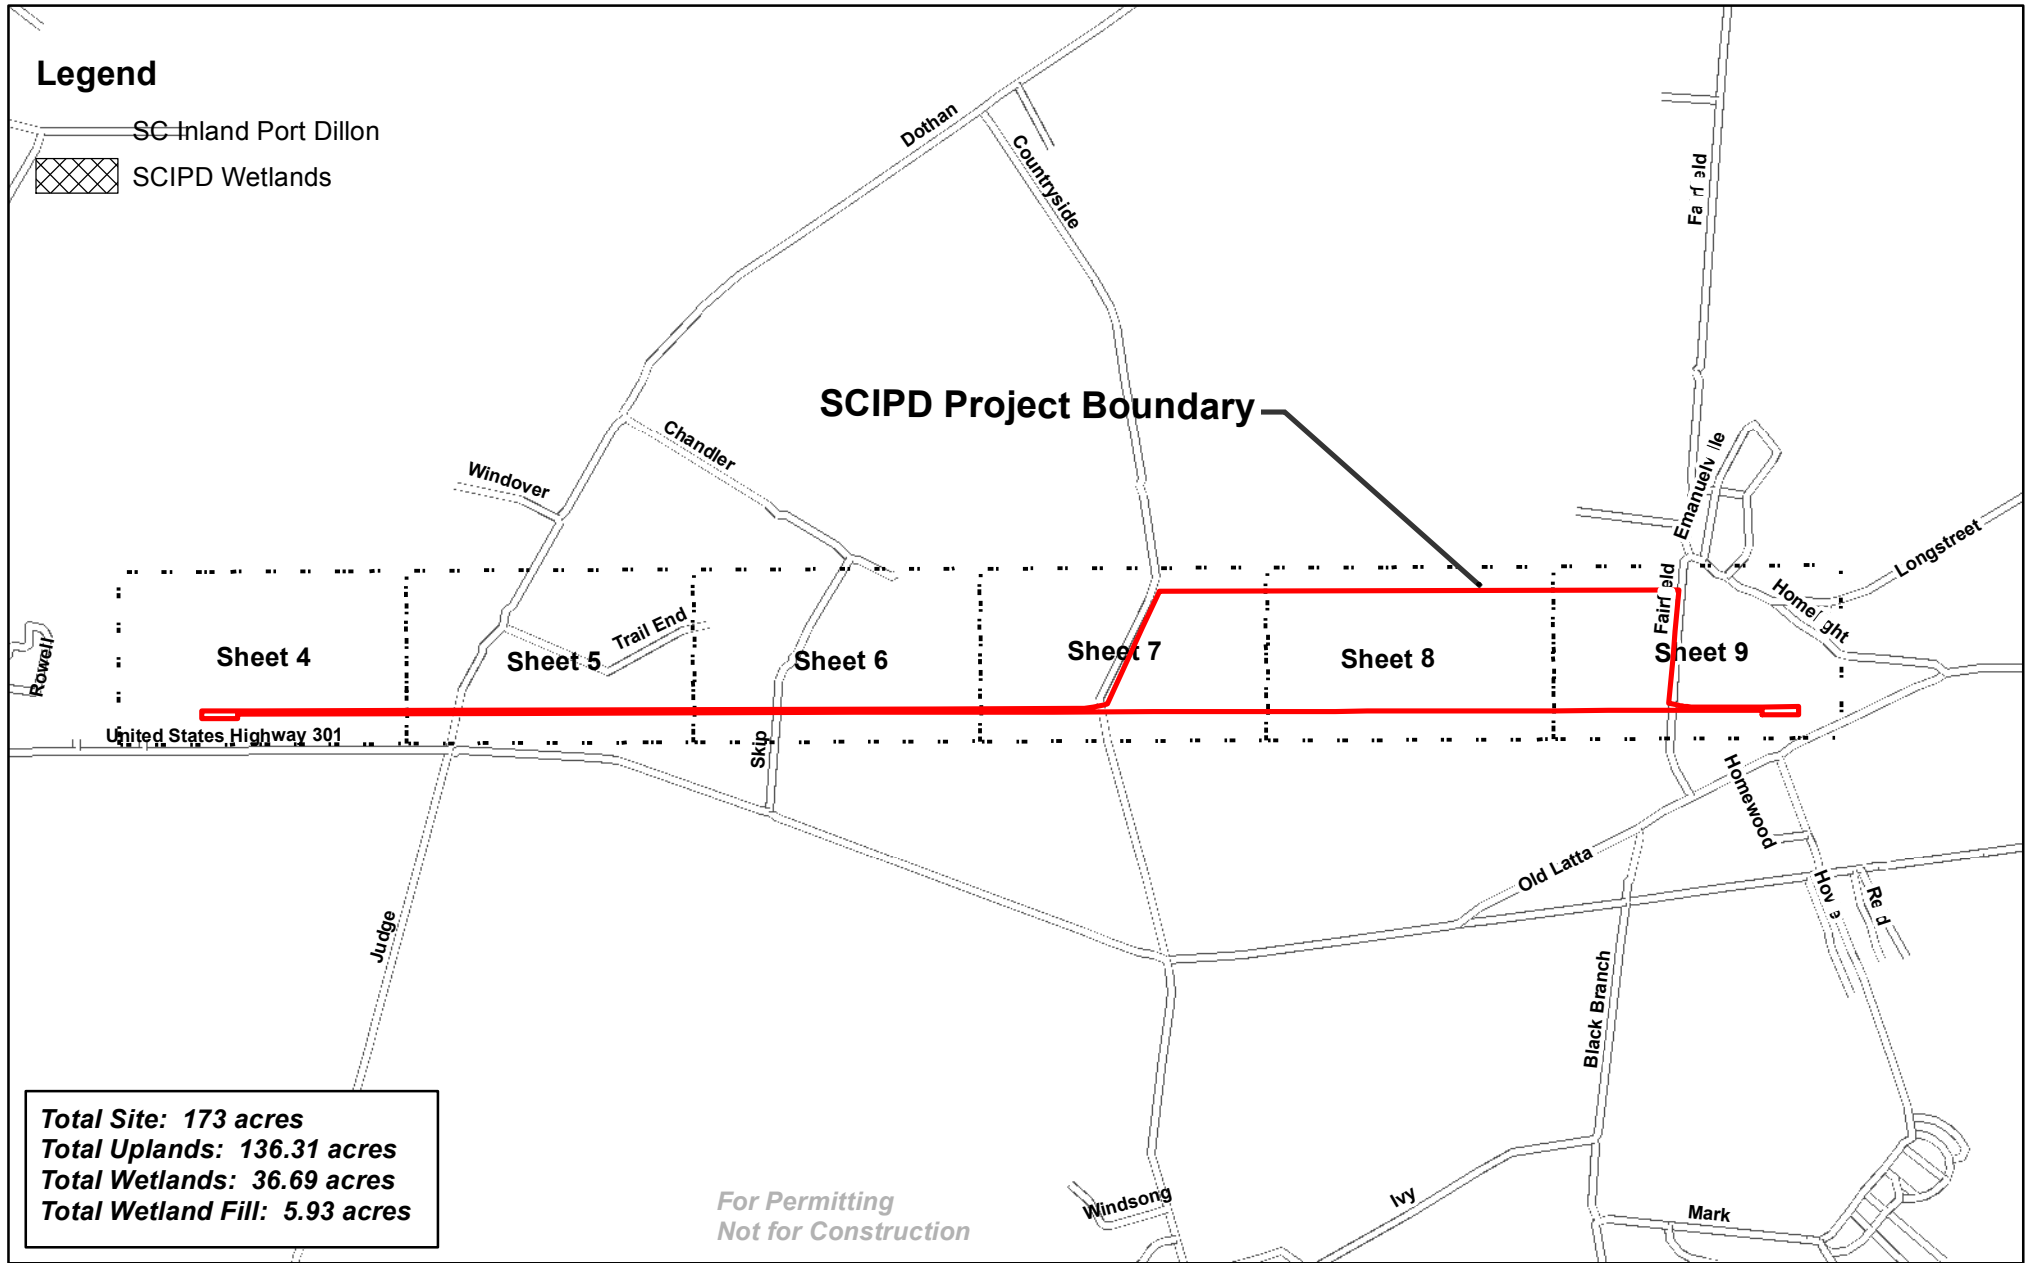 Legend
SC Inland Port Dillon
SCIPD Wetlands
Dothan
Countryside
SCIPD Project Boundary
Chandler
Windover
Emanuelville
Longstreet
Fairfield
Trail End
Rowell
Sheet 4
Sheet 5
Sheet 6
Sheet 7
Sheet 8
Sheet 9
United States Highway 301
Skip
Homewood
Old Latta
Judge
Black Branch
Total Site: 173 acres
Total Uplands: 136.31 acres
Total Wetlands: 36.69 acres
Total Wetland Fill: 5.93 acres
For Permitting
Not for Construction
Windsong
Ivy
Mark